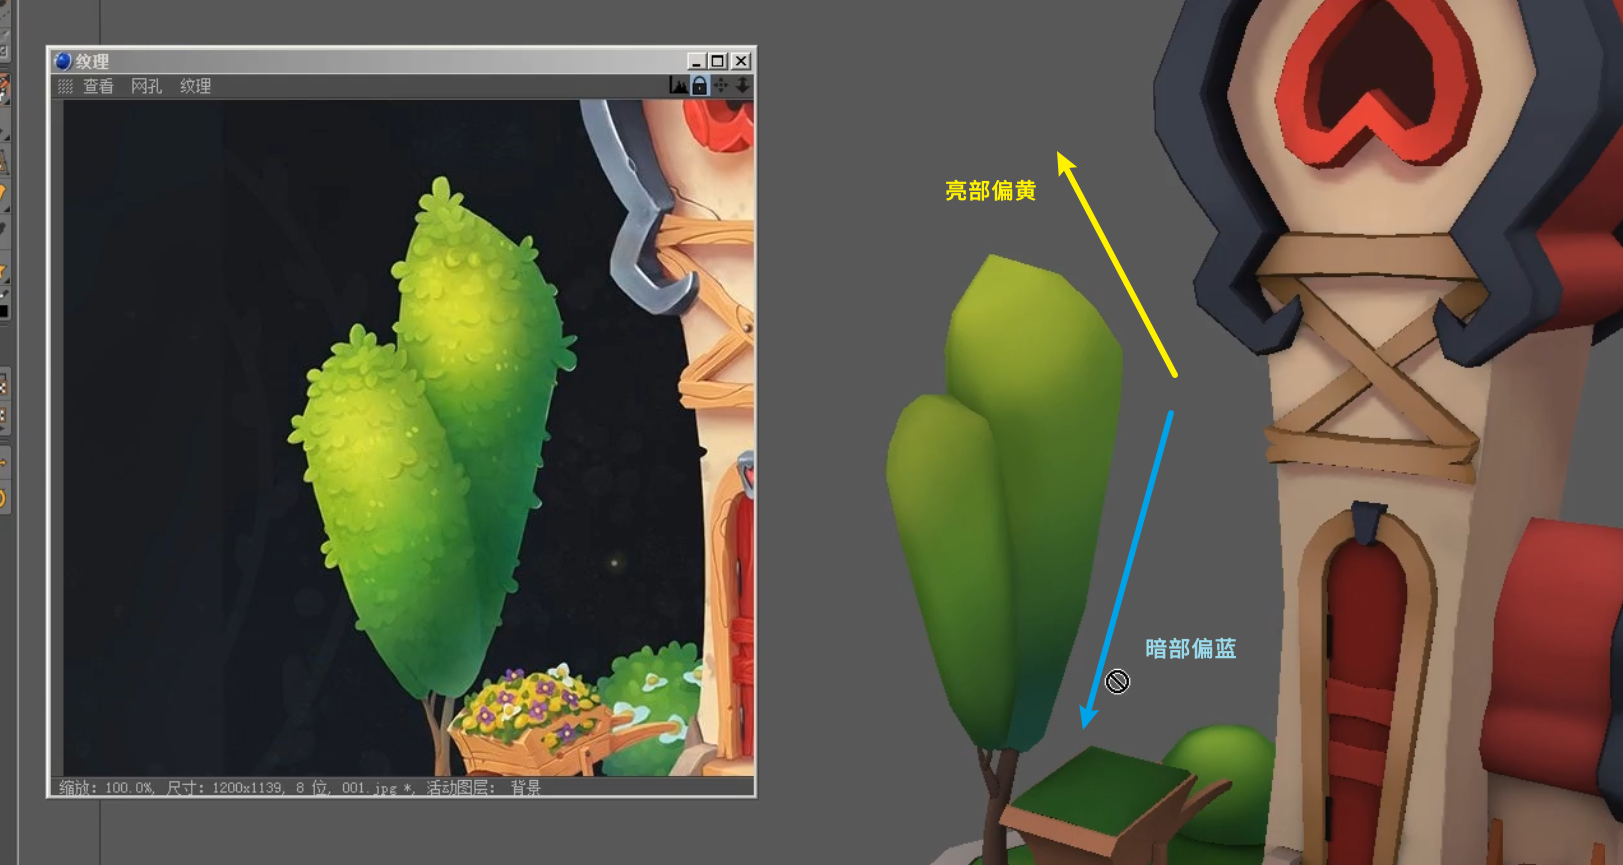 纹理
查看 网孔 纹理
亮部偏黄
暗部偏蓝
缩放: 100.0%, 尺寸: 1200x1139, 8 位, 001.jpg *, 活动图层: 背景